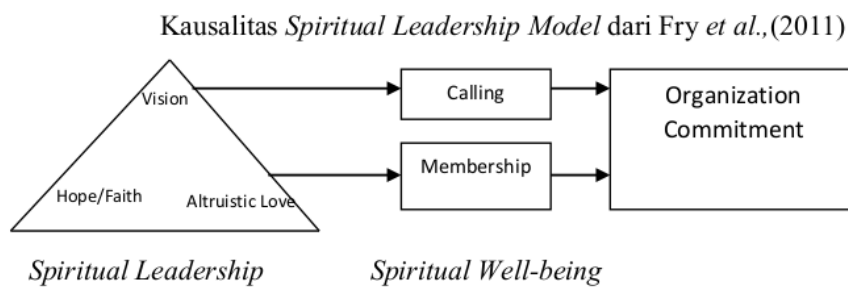 Kausalitas Spiritual Leadership Model dari Fry et al.,(2011)
Vision
Hope/Faith
Altruistic Love
Calling
Membership
Organization
Commitment
Spiritual Leadership
Spiritual Well-being